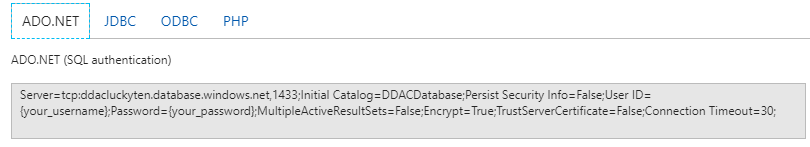 ADO.NET JDBC ODBC PHP
ADO.NET (SQL authentication)
Server=tcp:ddacluckyten.database.windows.net,1433;Initial Catalog=DDACDatabase;Persist Security Info=False;User ID=
{your_username};Password={your_password};MultipleActiveResultSets=False;Encrypt=True;TrustServerCertificate=False;Connection Timeout=30;